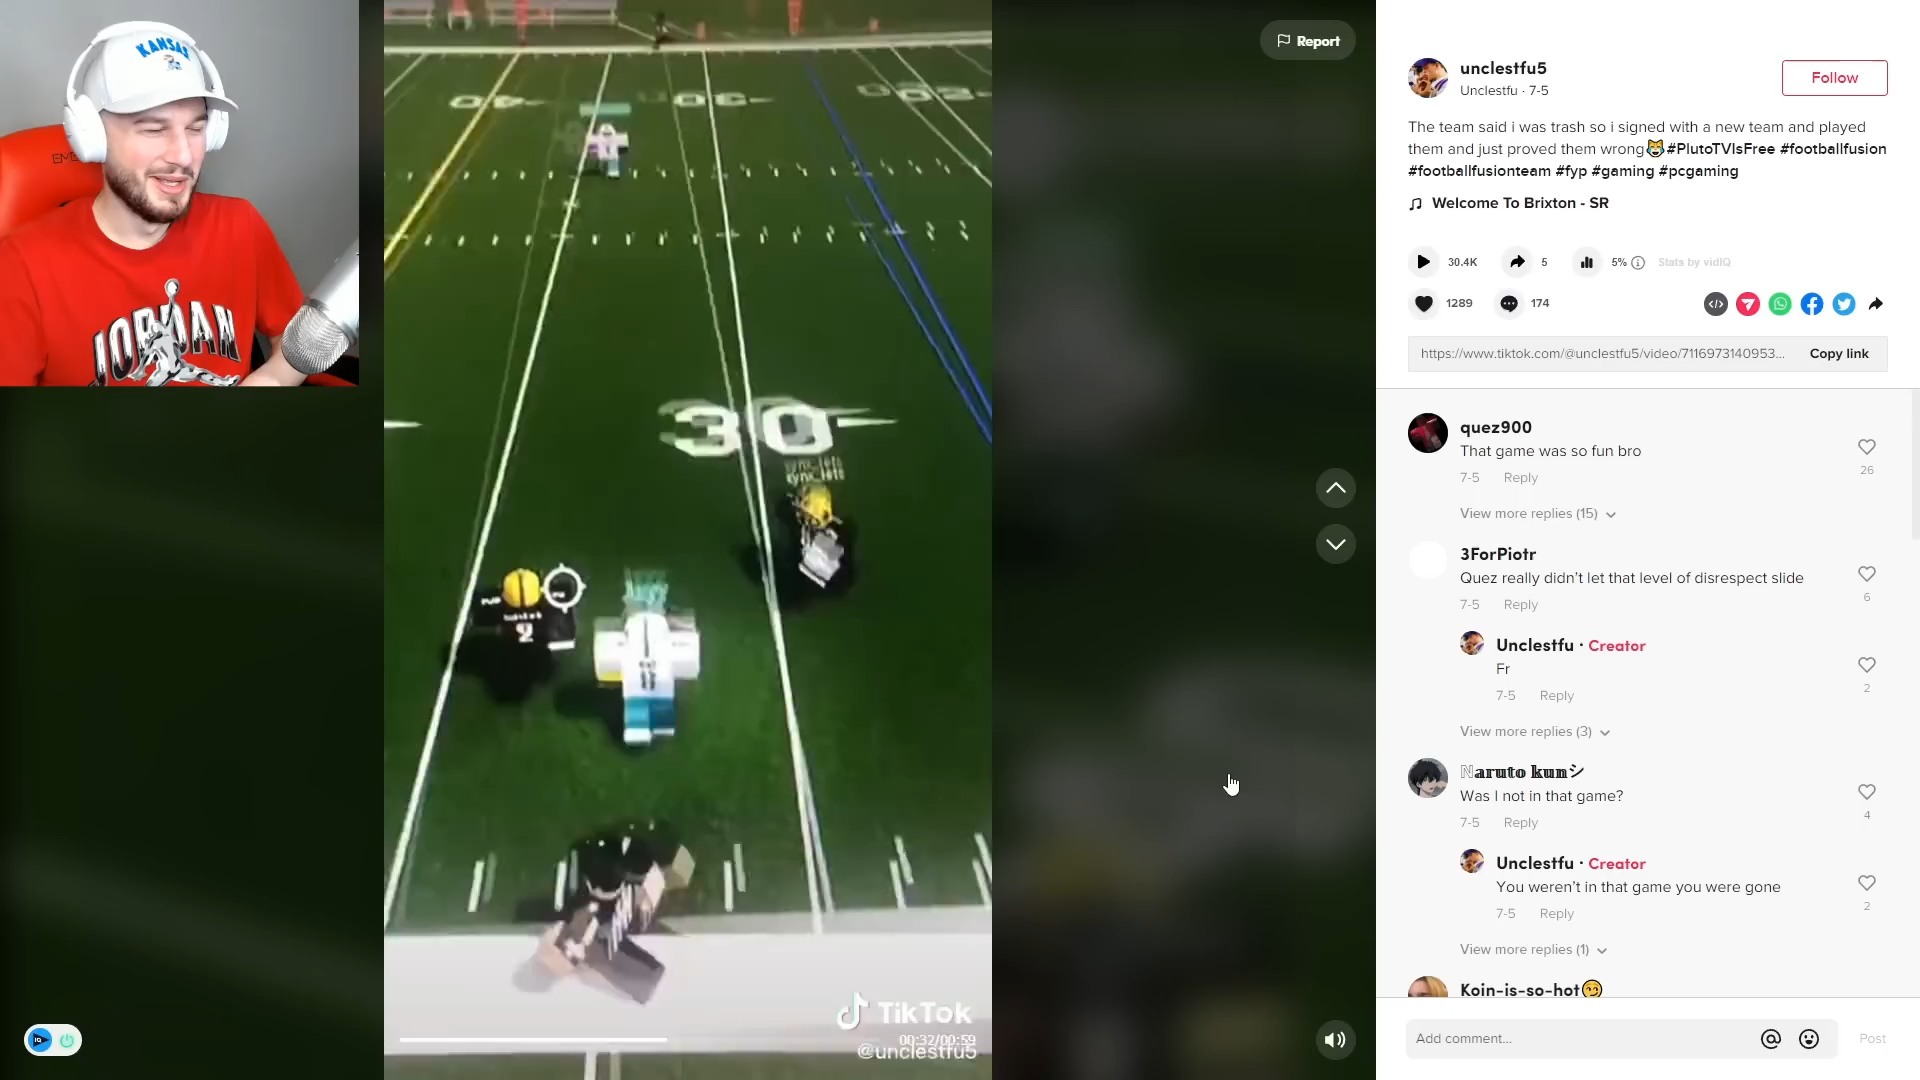 KANSAS
JORDAN
30
2
TikTok
00:32/00:59
@unclestfu5
Report
unclestfu5
Unclestfu · 7-5
Follow
The team said i was trash so i signed with a new team and played
them and just proved them wrong😹#PlutoTVIsFree #footballfusion
#footballfusionteam #fyp #gaming #pcgaming
Welcome To Brixton - SR
30.4K
5
5%
Stats by vidIQ
1289
174
https://www.tiktok.com/@unclestfu5/video/7116973140953...
Copy link
quez900
That game was so fun bro
7-5 Reply
26
View more replies (15)
3ForPiotr
Quez really didn't let that level of disrespect slide
7-5 Reply
6
Unclestfu · Creator
Fr
7-5 Reply
2
View more replies (3)
ℕ𝕒𝕣𝕦𝕥𝕠 𝕜𝕦𝕟シ
Was I not in that game?
7-5 Reply
4
Unclestfu · Creator
You weren't in that game you were gone
7-5 Reply
2
View more replies (1)
Koin-is-so-hot😏
Add comment...
Post